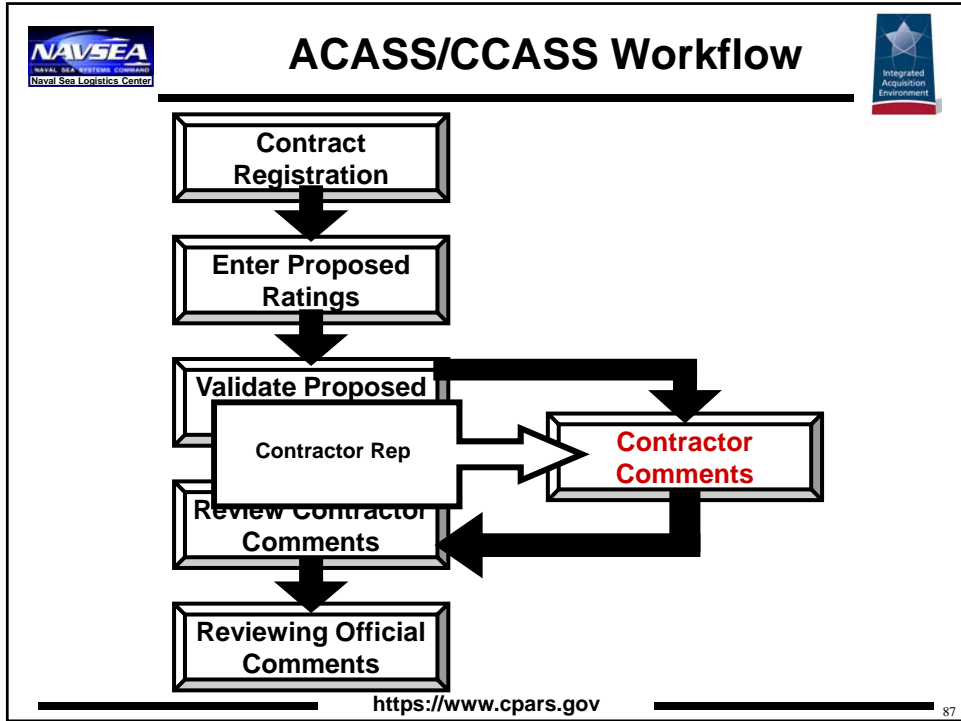 NAVSEA
NAVAL SEA SYSTEMS COMMAND
Naval Sea Logistics Center
ACASS/CCASS Workflow
Integrated
Acquisition
Environment
Contract
Registration
Enter Proposed
Ratings
Validate Proposed
Contractor Rep
Contractor
Comments
Review Contractor
Comments
Reviewing Official
Comments
https://www.cpars.gov
87